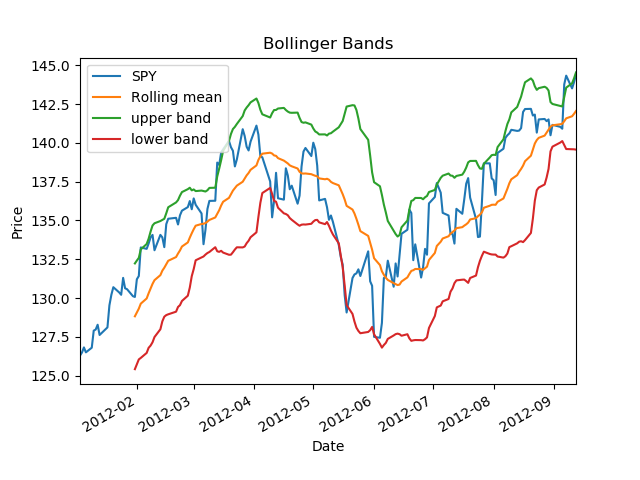 Bollinger Bands
145.0
142.5
140.0
137.5
135.0
132.5
130.0
127.5
125.0
Price
SPY
Rolling mean
upper band
lower band
2012-02
2012-03
2012-04
2012-05
2012-06
2012-07
2012-08
2012-09
Date